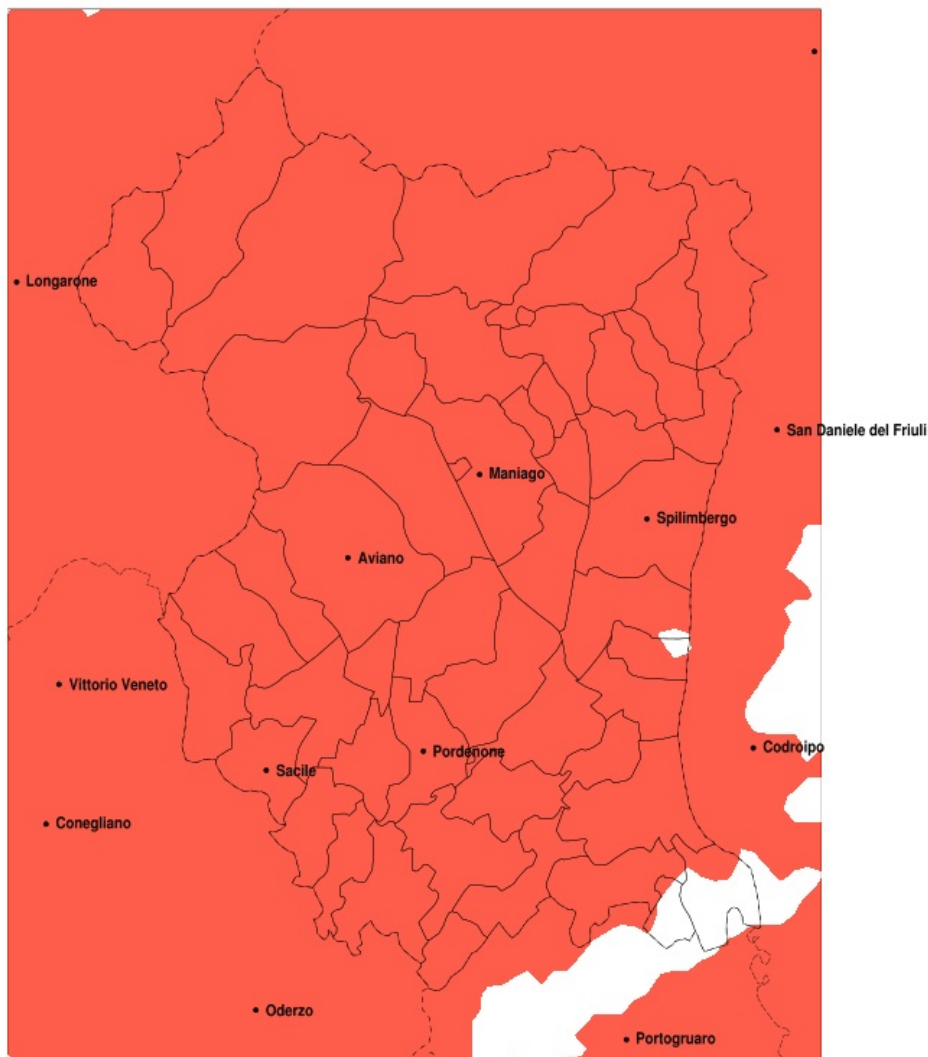 Longarone
San Daniele del Friuli
Maniago
Spilimbergo
Aviano
Vittorio Veneto
Codroipo
Pordenone
Sacile
Conegliano
Oderzo
Portogruaro